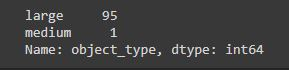 large     95
medium     1
Name: object_type, dtype: int64